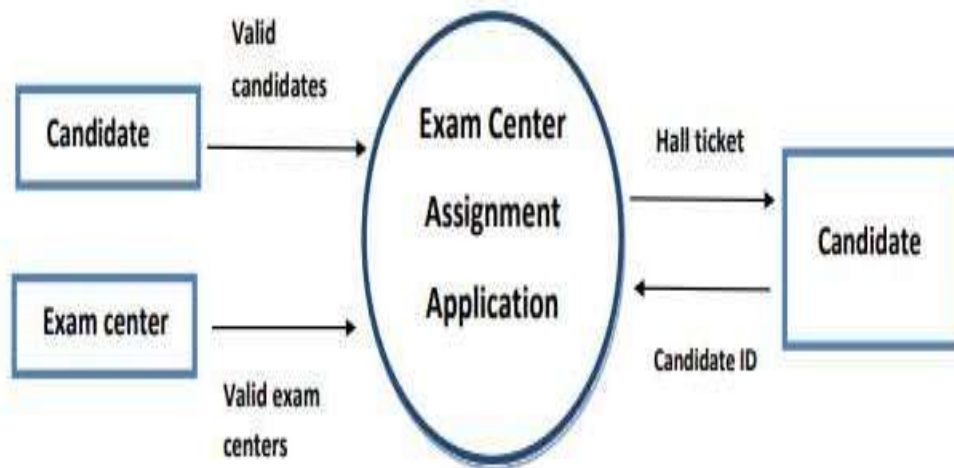 Valid
candidates
Candidate
Exam Center
Assignment
Application
Hall ticket
Candidate
Exam center
Candidate ID
Valid exam
centers